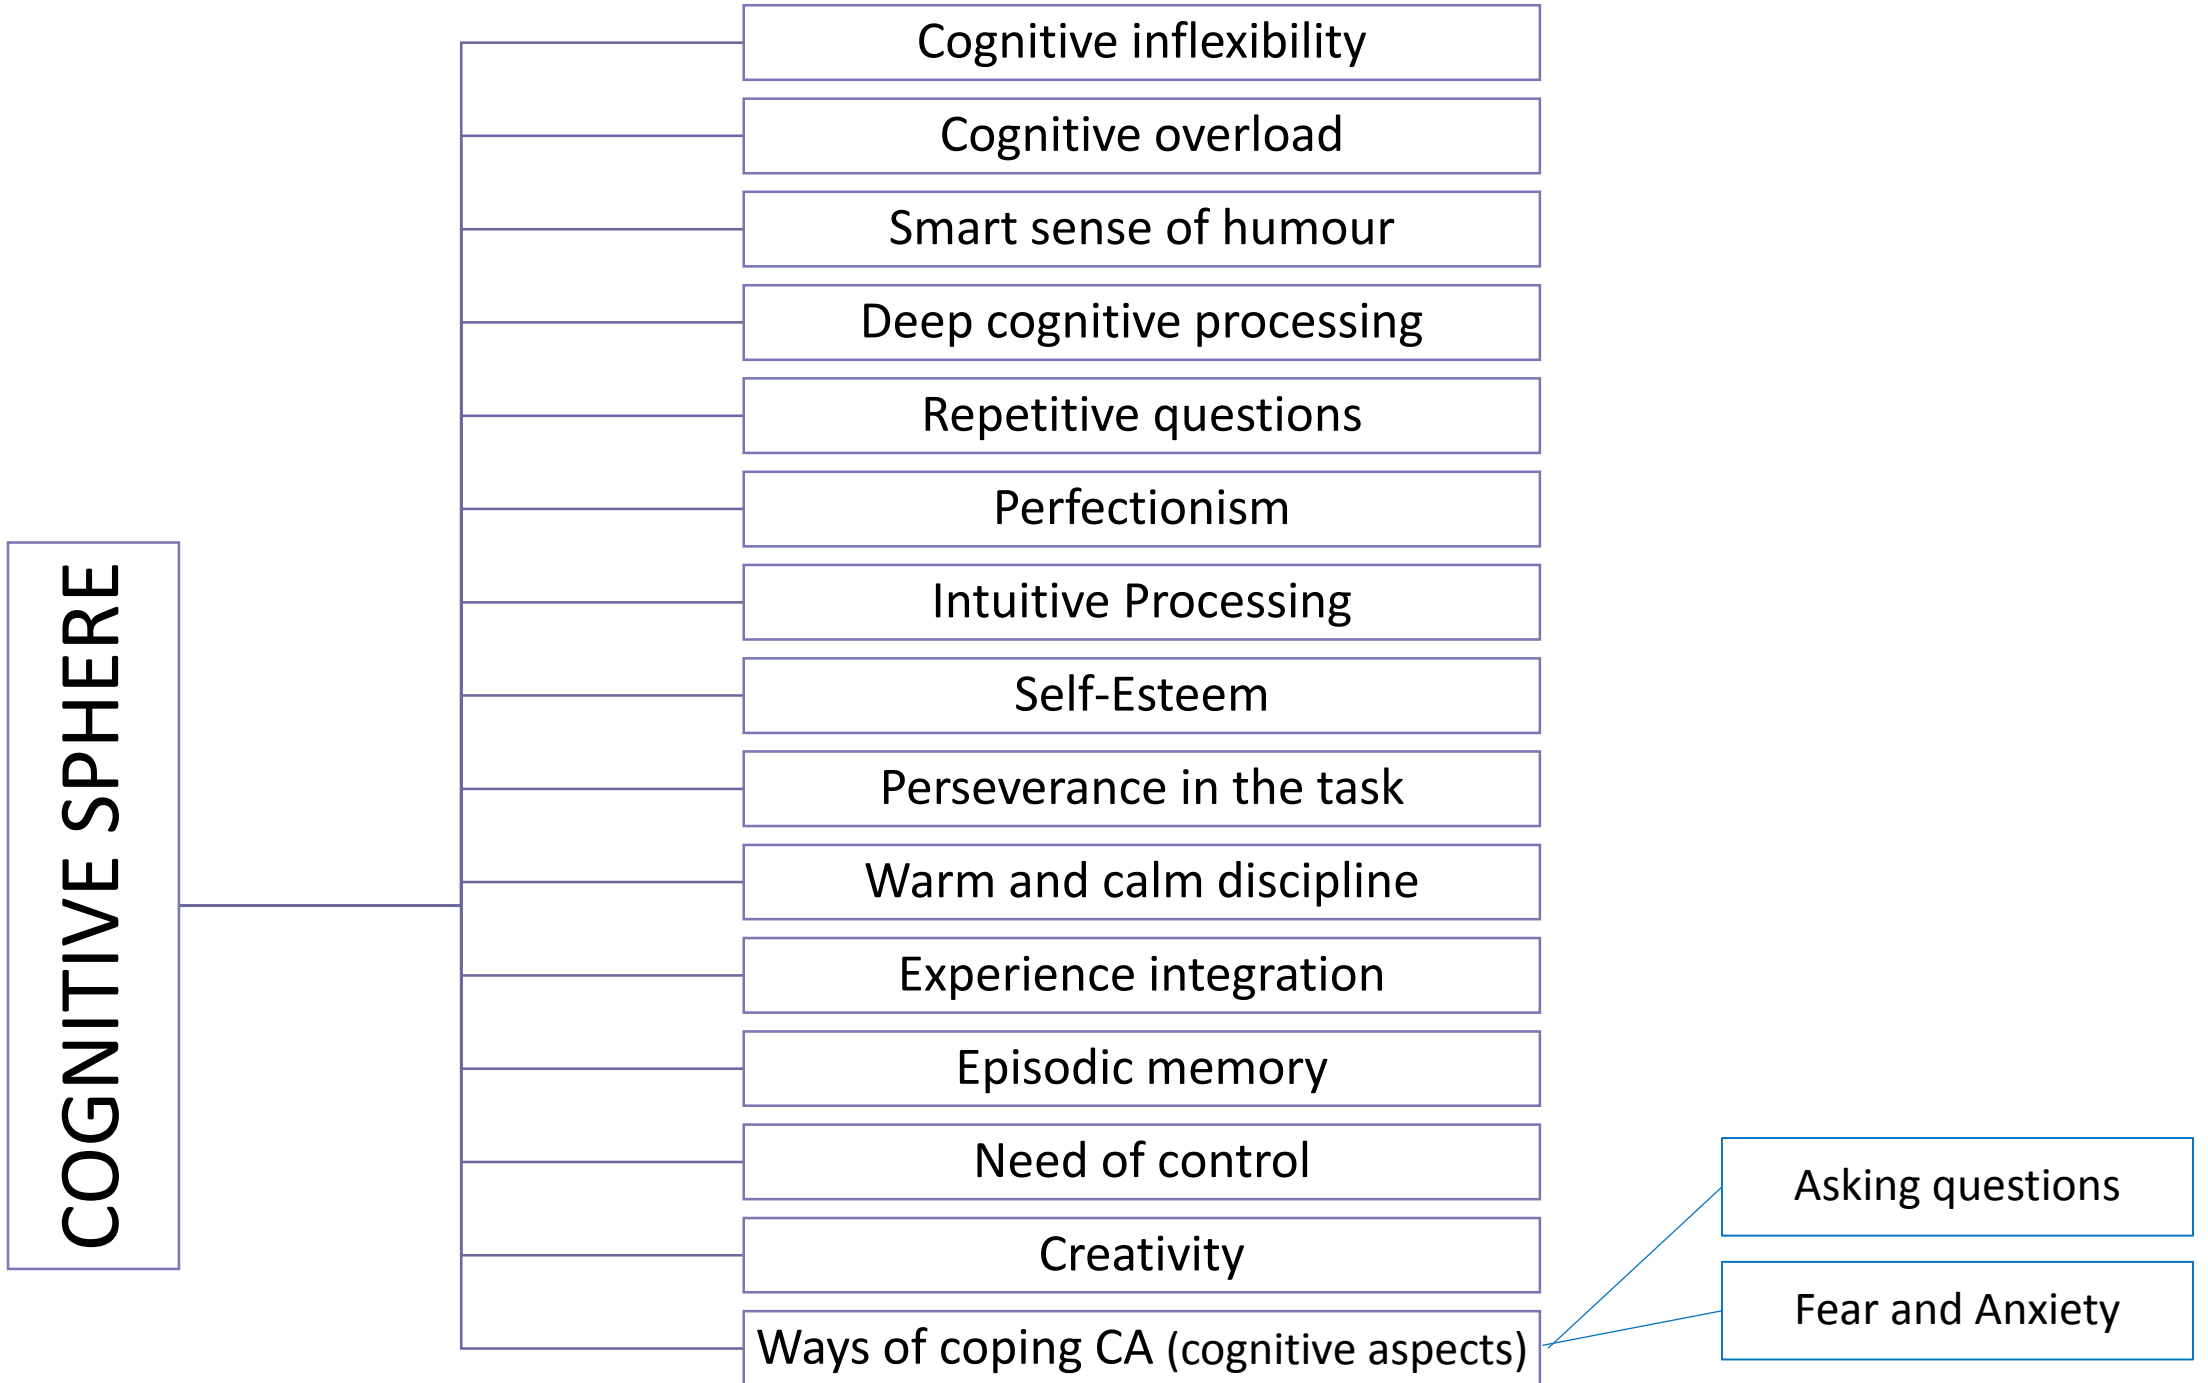 COGNITIVE SPHERE
Cognitive inflexibility
Cognitive overload
Smart sense of humour
Deep cognitive processing
Repetitive questions
Perfectionism
Intuitive Processing
Self-Esteem
Perseverance in the task
Warm and calm discipline
Experience integration
Episodic memory
Need of control
Creativity
Ways of coping CA (cognitive aspects)
Asking questions
Fear and Anxiety